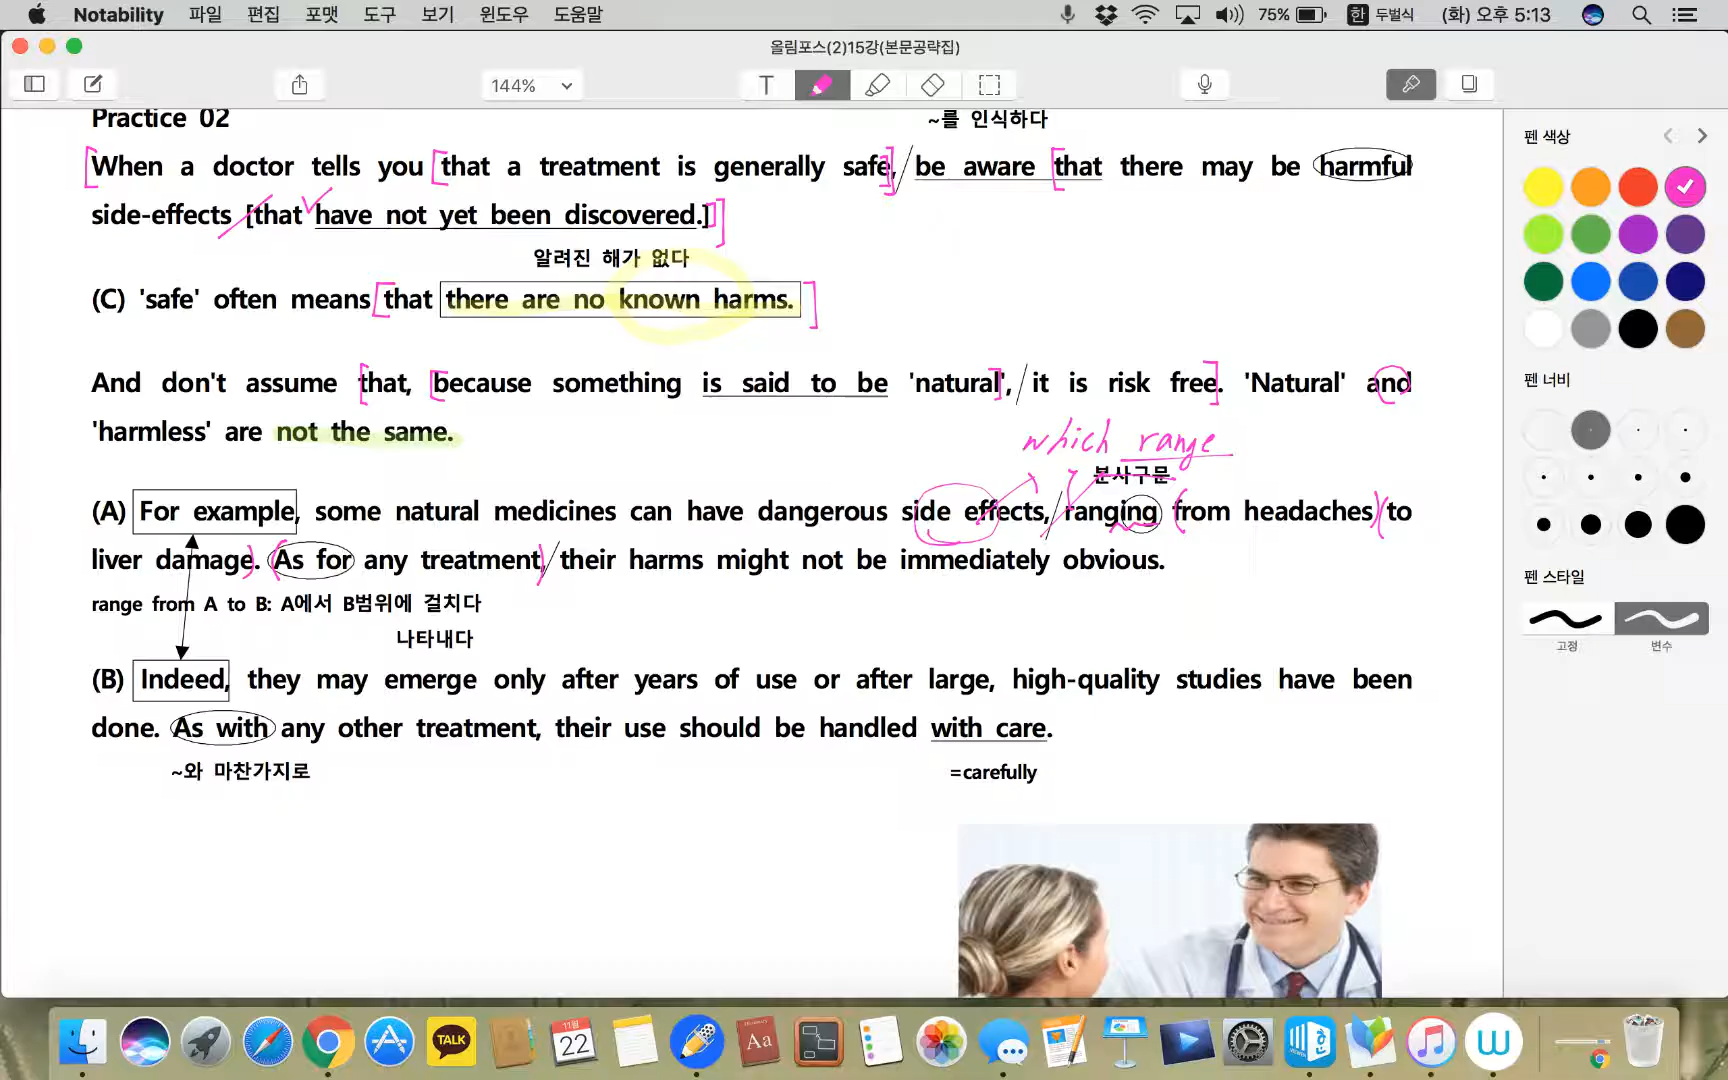 Notability 파일 편집 포맷 도구 보기 윈도우 도움말 75% 한 두벌식 (화) 오후 5:13
올림포스(2)15강(본문공략집)
144% T
Practice 02
~를 인식하다
When a doctor tells you that a treatment is generally safe, be aware that there may be harmful
side-effects [that have not yet been discovered.]
알려진 해가 없다
(C) 'safe' often means that there are no known harms.
And don't assume that, because something is said to be 'natural', it is risk free. 'Natural' and
'harmless' are not the same.
which range
분사구문
(A) For example, some natural medicines can have dangerous side effects, ranging from headaches to
liver damage. As for any treatment, their harms might not be immediately obvious.
range from A to B: A에서 B범위에 걸치다
나타내다
(B) Indeed, they may emerge only after years of use or after large, high-quality studies have been
done. As with any other treatment, their use should be handled with care.
~와 마찬가지로
=carefully
펜 색상
펜 너비
펜 스타일
고정 변수
TALK
11월
22
Aa
W